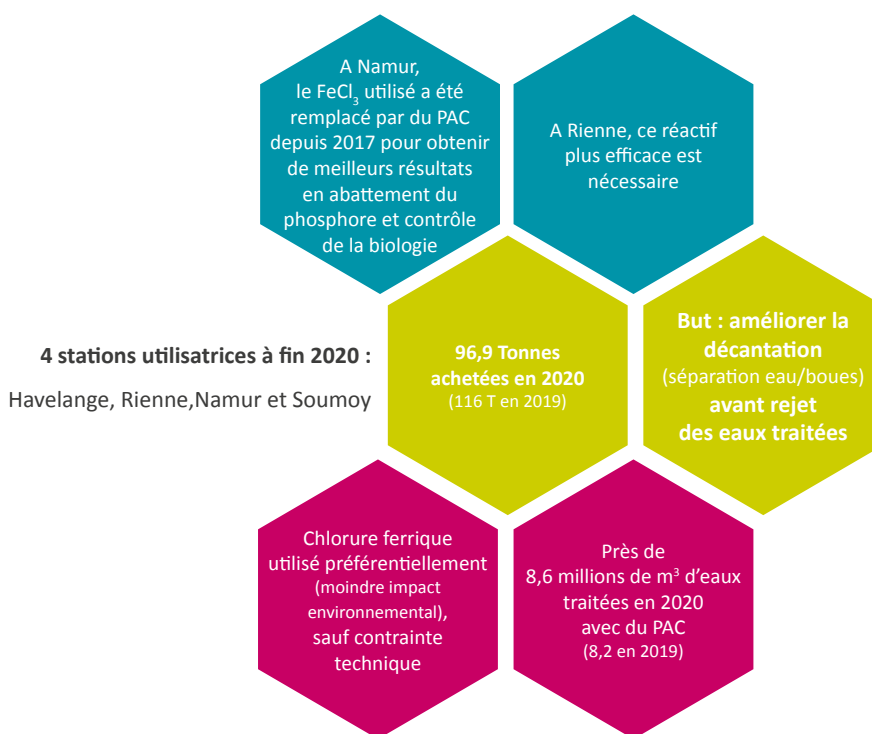 A Namur,
le FeCl₃ utilisé a été
remplacé par du PAC
depuis 2017 pour obtenir
de meilleurs résultats
en abattement du
phosphore et contrôle
de la biologie
A Rienne, ce réactif
plus efficace est
nécessaire
4 stations utilisatrices à fin 2020 :
Havelange, Rienne,Namur et Soumoy
96,9 Tonnes
achetées en 2020
(116 T en 2019)
But : améliorer la
décantation
(séparation eau/boues)
avant rejet
des eaux traitées
Chlorure ferrique
utilisé préférentiellement
(moindre impact
environnemental),
sauf contrainte
technique
Près de
8,6 millions de m³ d'eaux
traitées en 2020
avec du PAC
(8,2 en 2019)